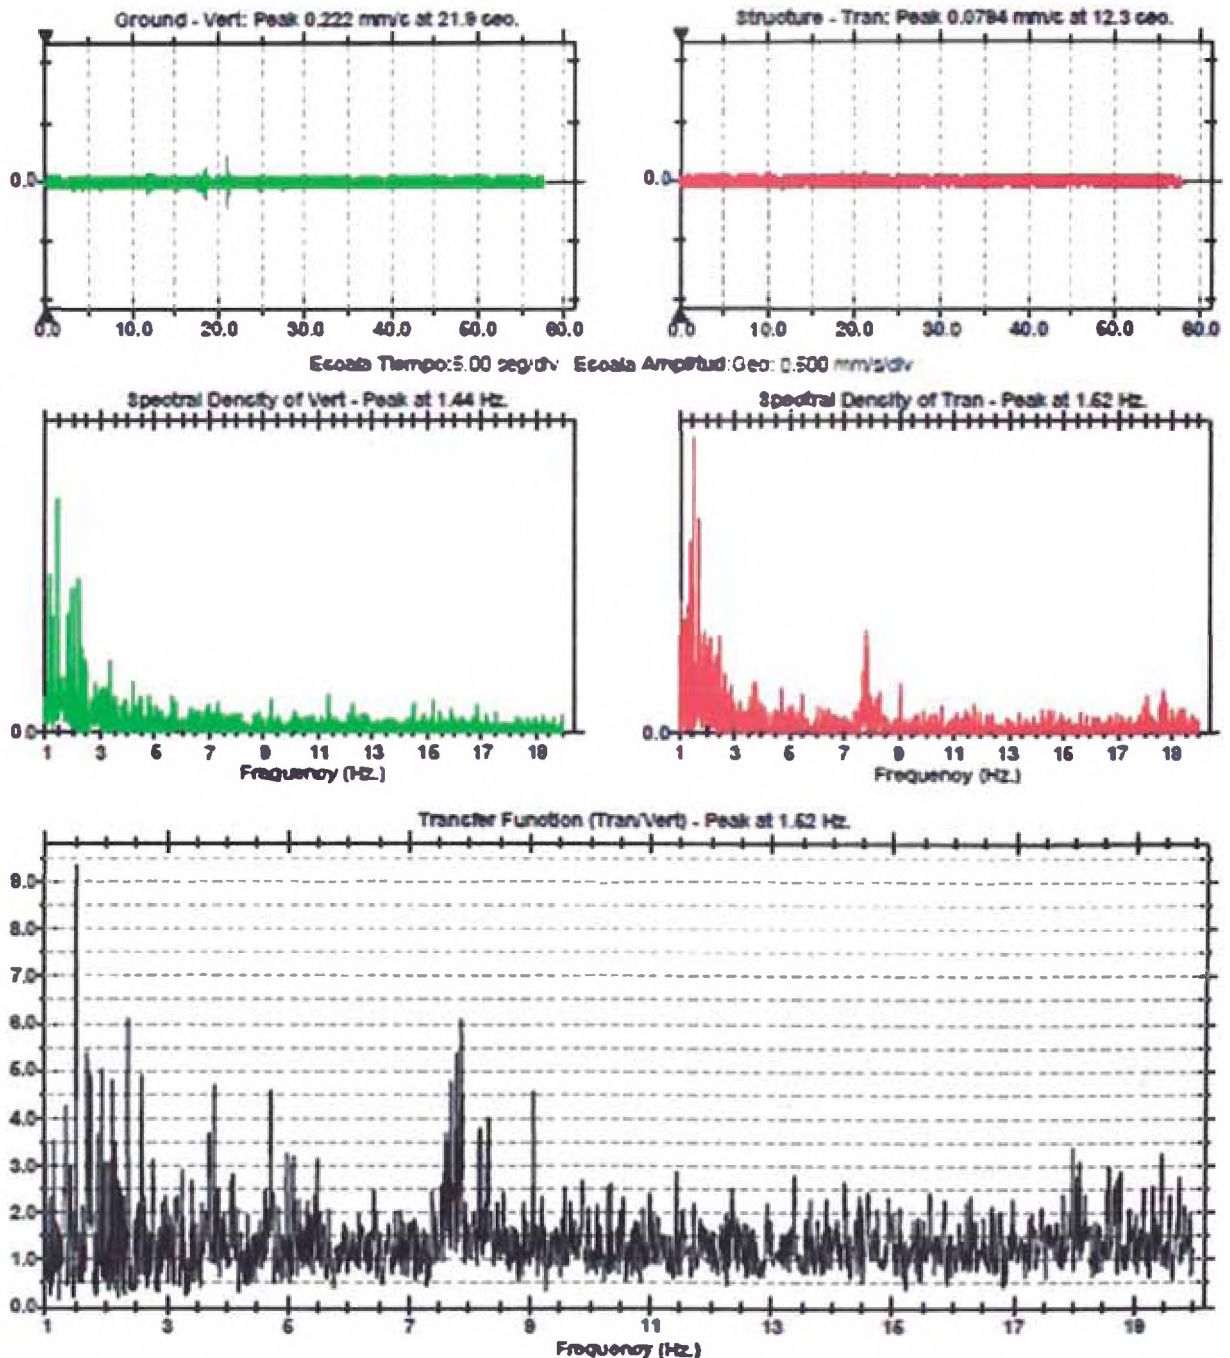 Ground - Vert: Peak 0.222 mm/s at 21.9 sec.
Structure - Tran: Peak 0.0794 mm/s at 12.3 sec.
0.0
0.0
0.0 10.0 20.0 30.0 40.0 50.0 60.0
0.0 10.0 20.0 30.0 40.0 50.0 60.0
Escala Tiempo:5.00 seg/div Escala Amplitud:Geo: 0.500 mm/s/div
Spectral Density of Vert - Peak at 1.44 Hz.
Spectral Density of Tran - Peak at 1.52 Hz.
0.0
0.0
1 3 5 7 9 11 13 15 17 19
1 3 5 7 9 11 13 15 17 19
Frequency (Hz.)
Frequency (Hz.)
Transfer Function (Tran/Vert) - Peak at 1.52 Hz.
9.0
8.0
7.0
6.0
5.0
4.0
3.0
2.0
1.0
0.0
1 3 5 7 9 11 13 15 17 19
Frequency (Hz.)